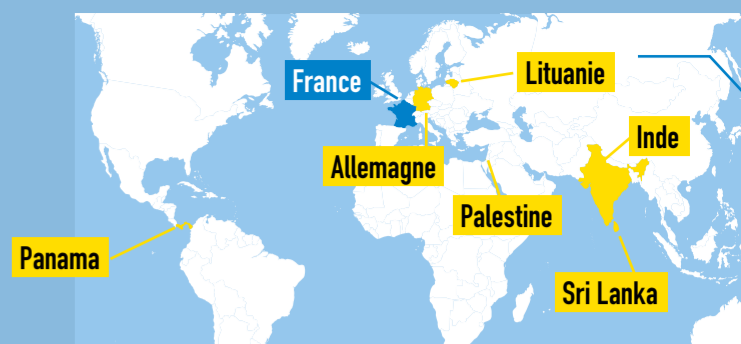 Lituanie
France
Inde
Allemagne
Palestine
Panama
Sri Lanka